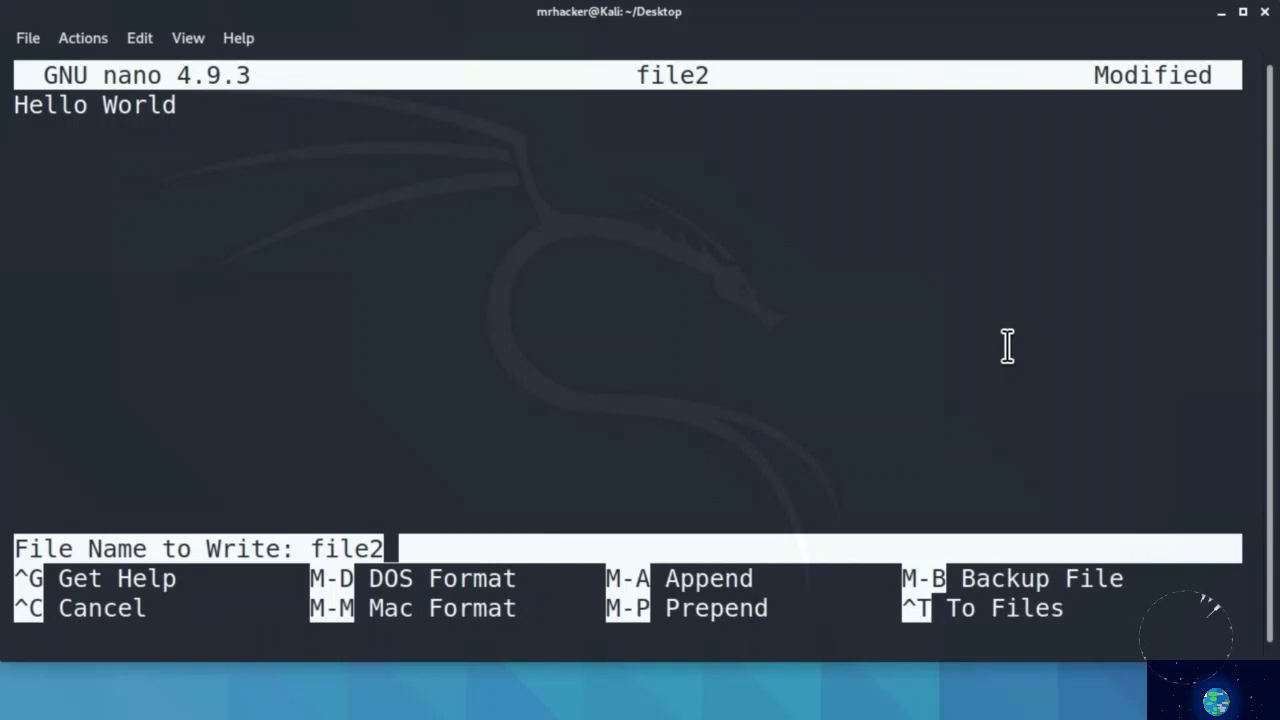 mrhacker@Kali: ~/Desktop
File Actions Edit View Help
GNU nano 4.9.3 file2 Modified
Hello World
File Name to Write: file2
^G Get Help M-D DOS Format M-A Append M-B Backup File
^C Cancel M-M Mac Format M-P Prepend ^T To Files